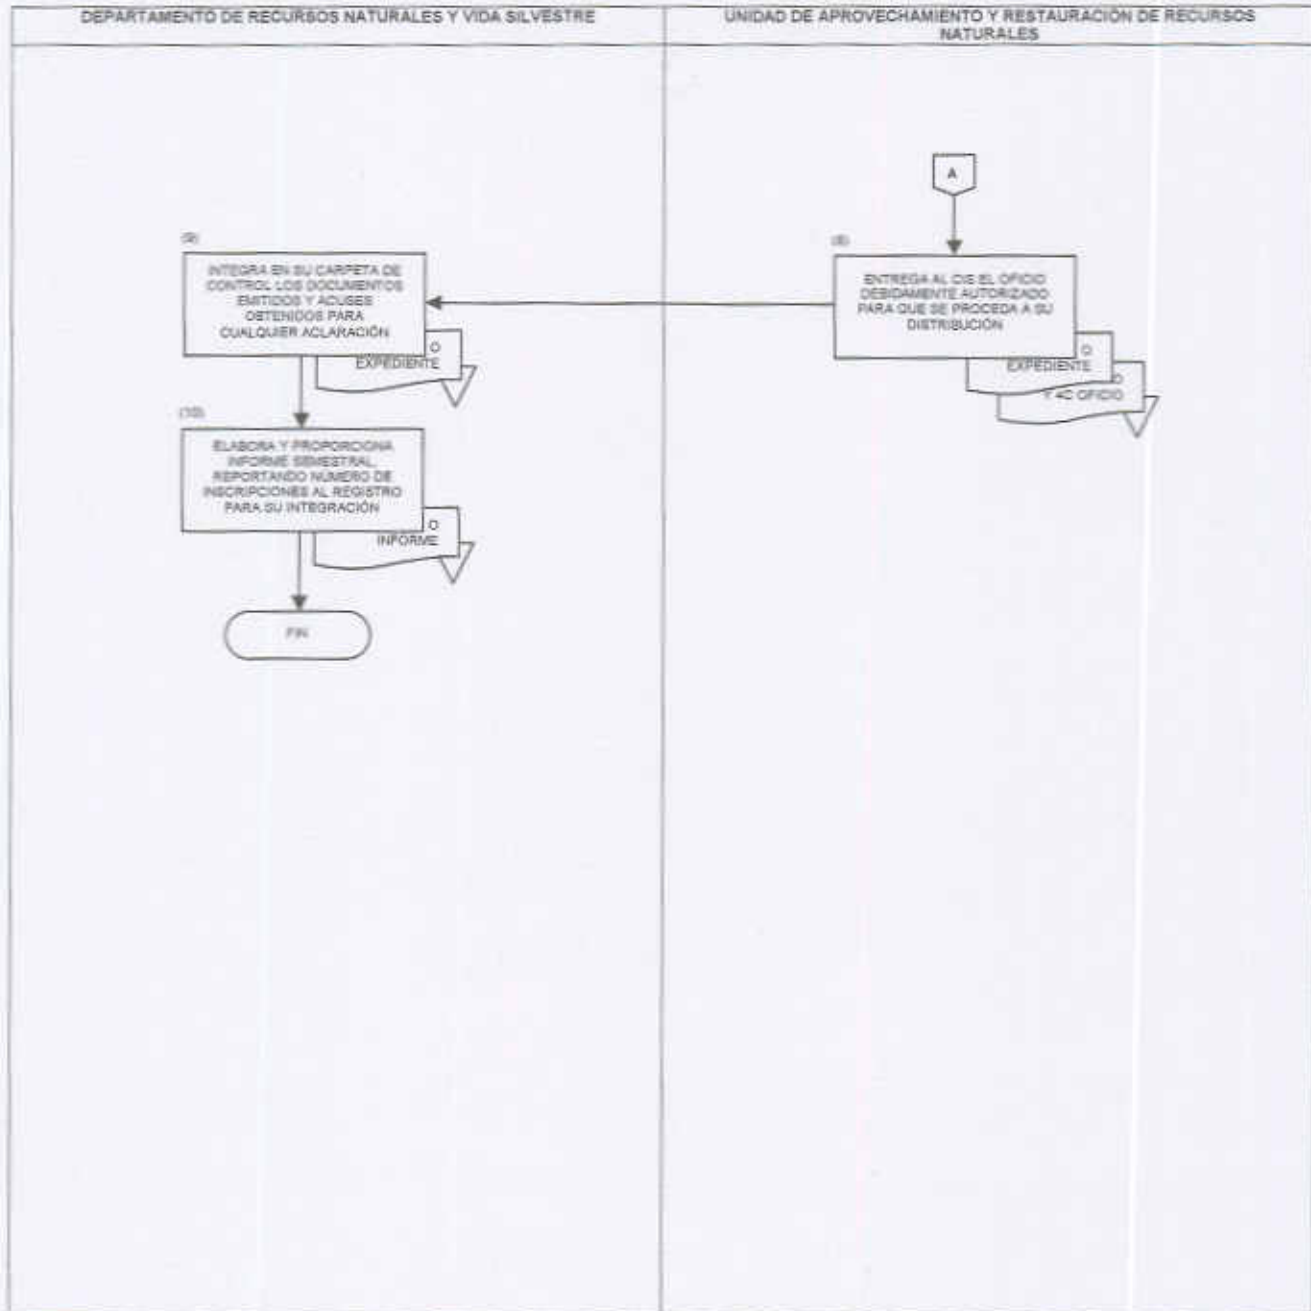 DEPARTAMENTO DE RECURSOS NATURALES Y VIDA SILVESTRE
UNIDAD DE APROVECHAMIENTO Y RESTAURACIÓN DE RECURSOS
NATURALES
A
(8)
ENTREGA AL CIS EL OFICIO
DEBIDAMENTE AUTORIZADO
PARA QUE SE PROCEDA A SU
DISTRIBUCIÓN
O
EXPEDIENTE
O
Y 4C OFICIO
(9)
INTEGRA EN SU CARPETA DE
CONTROL LOS DOCUMENTOS
EMITIDOS Y ACUSES
OBTENIDOS PARA
CUALQUIER ACLARACIÓN
O
EXPEDIENTE
(10)
ELABORA Y PROPORCIONA
INFORME SEMESTRAL,
REPORTANDO NÚMERO DE
INSCRIPCIONES AL REGISTRO
PARA SU INTEGRACIÓN
O
INFORME
FIN